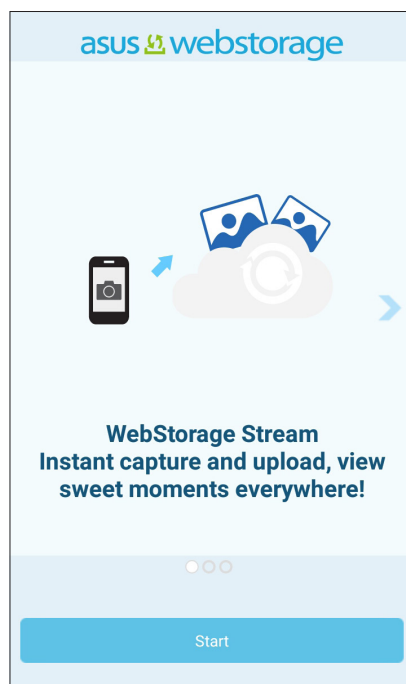 asus webstorage
WebStorage Stream
Instant capture and upload, view
sweet moments everywhere!
Start